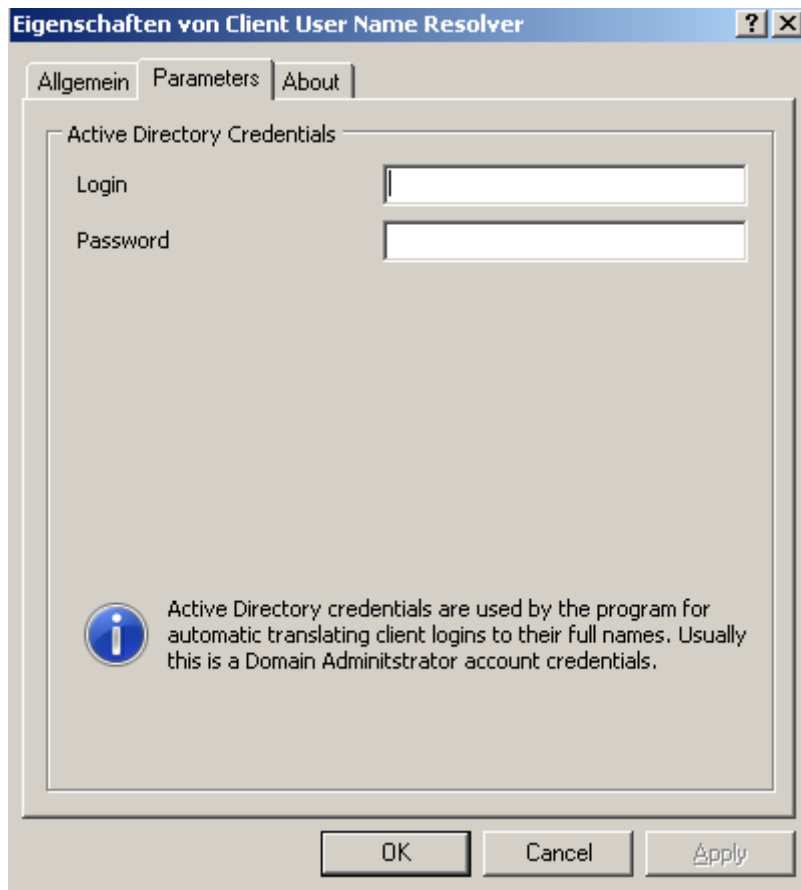 Eigenschaften von Client User Name Resolver
Allgemein Parameters About
Active Directory Credentials
Login
Password
Active Directory credentials are used by the program for
automatic translating client logins to their full names. Usually
this is a Domain Adminitstrator account credentials.
OK Cancel Apply